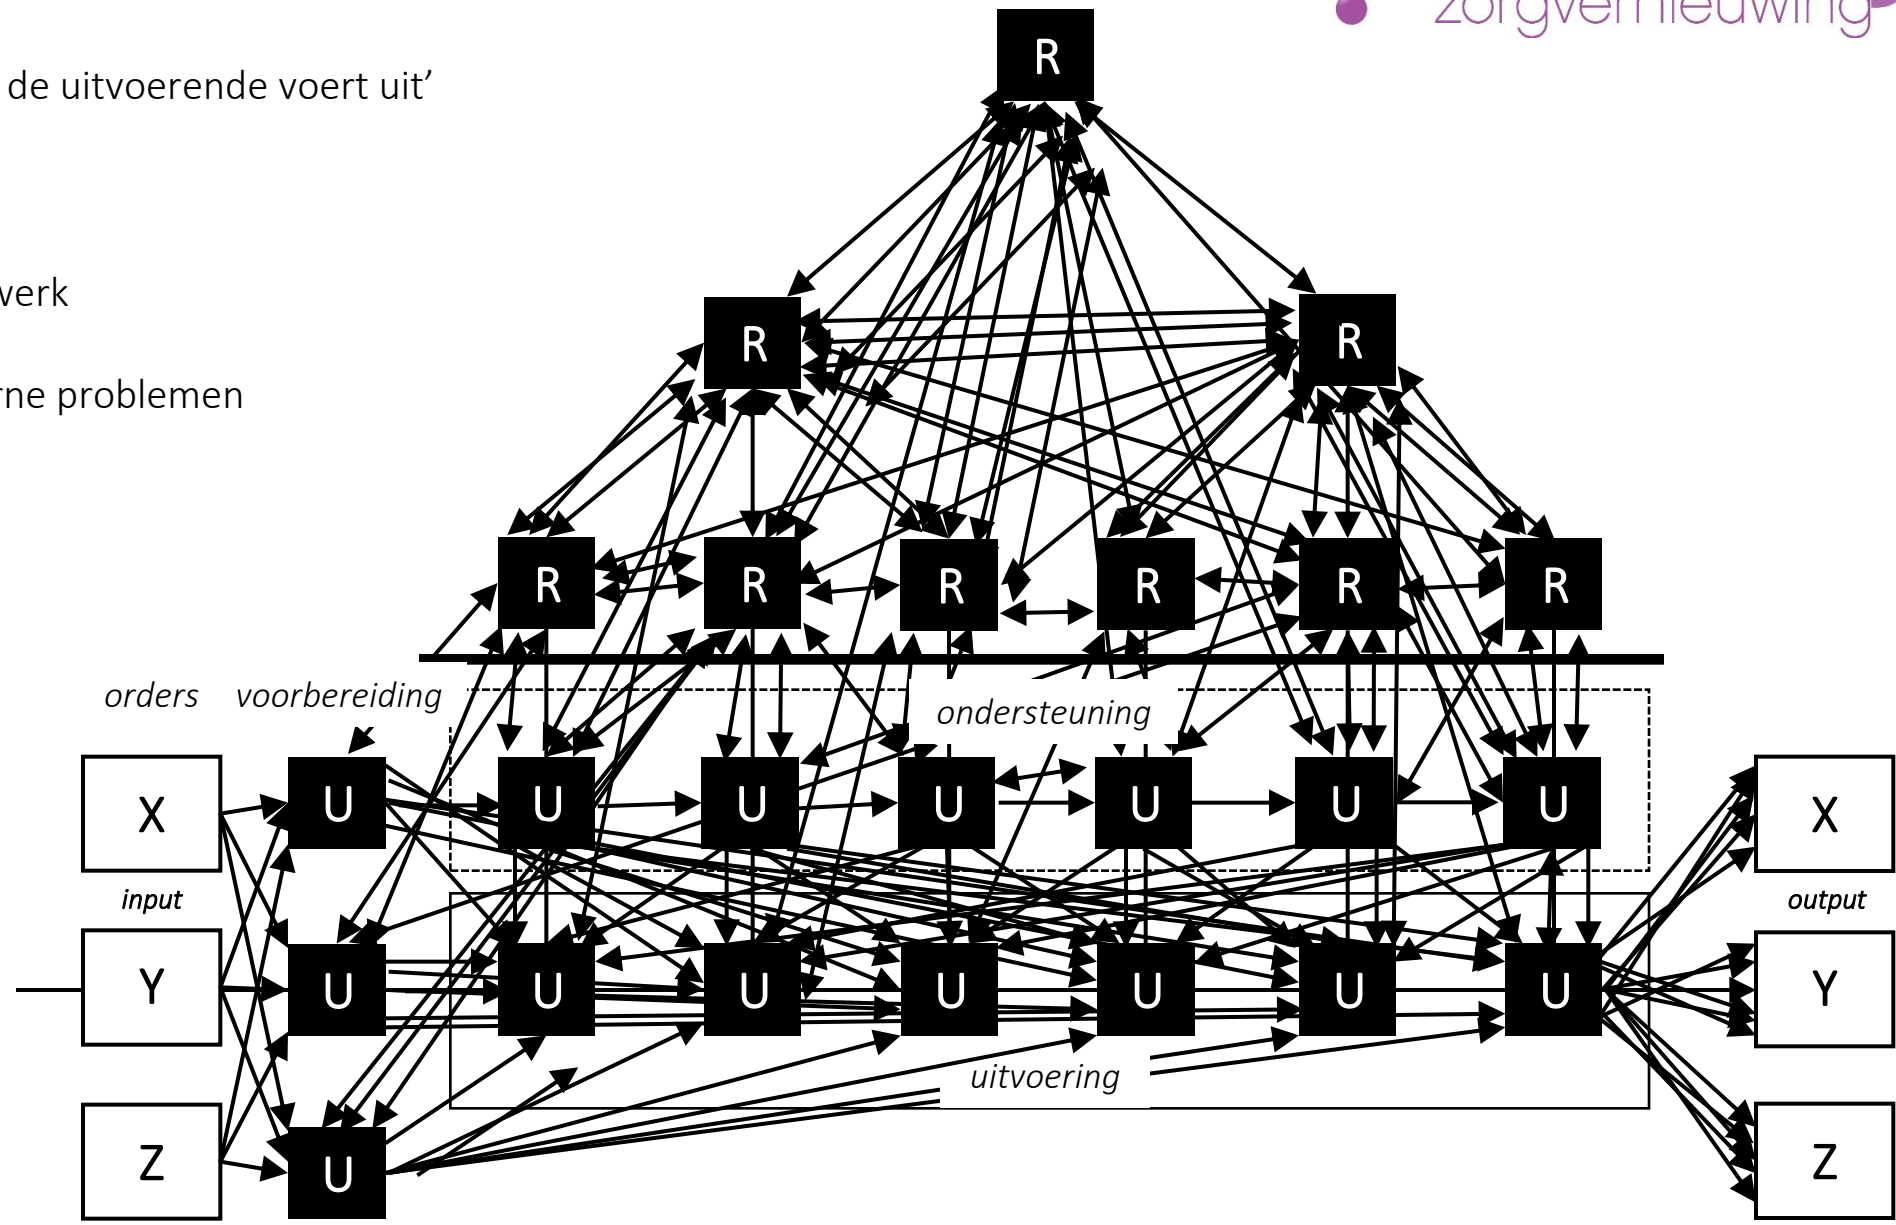 zorgvernieuwing
R
de uitvoerende voert uit’
werk
R
R
rne problemen
R
R
R
R
R
R
orders voorbereiding
ondersteuning
X
U
U
U
U
U
U
U
X
input
output
Y
U
U
U
U
U
U
U
Y
uitvoering
Z
U
Z